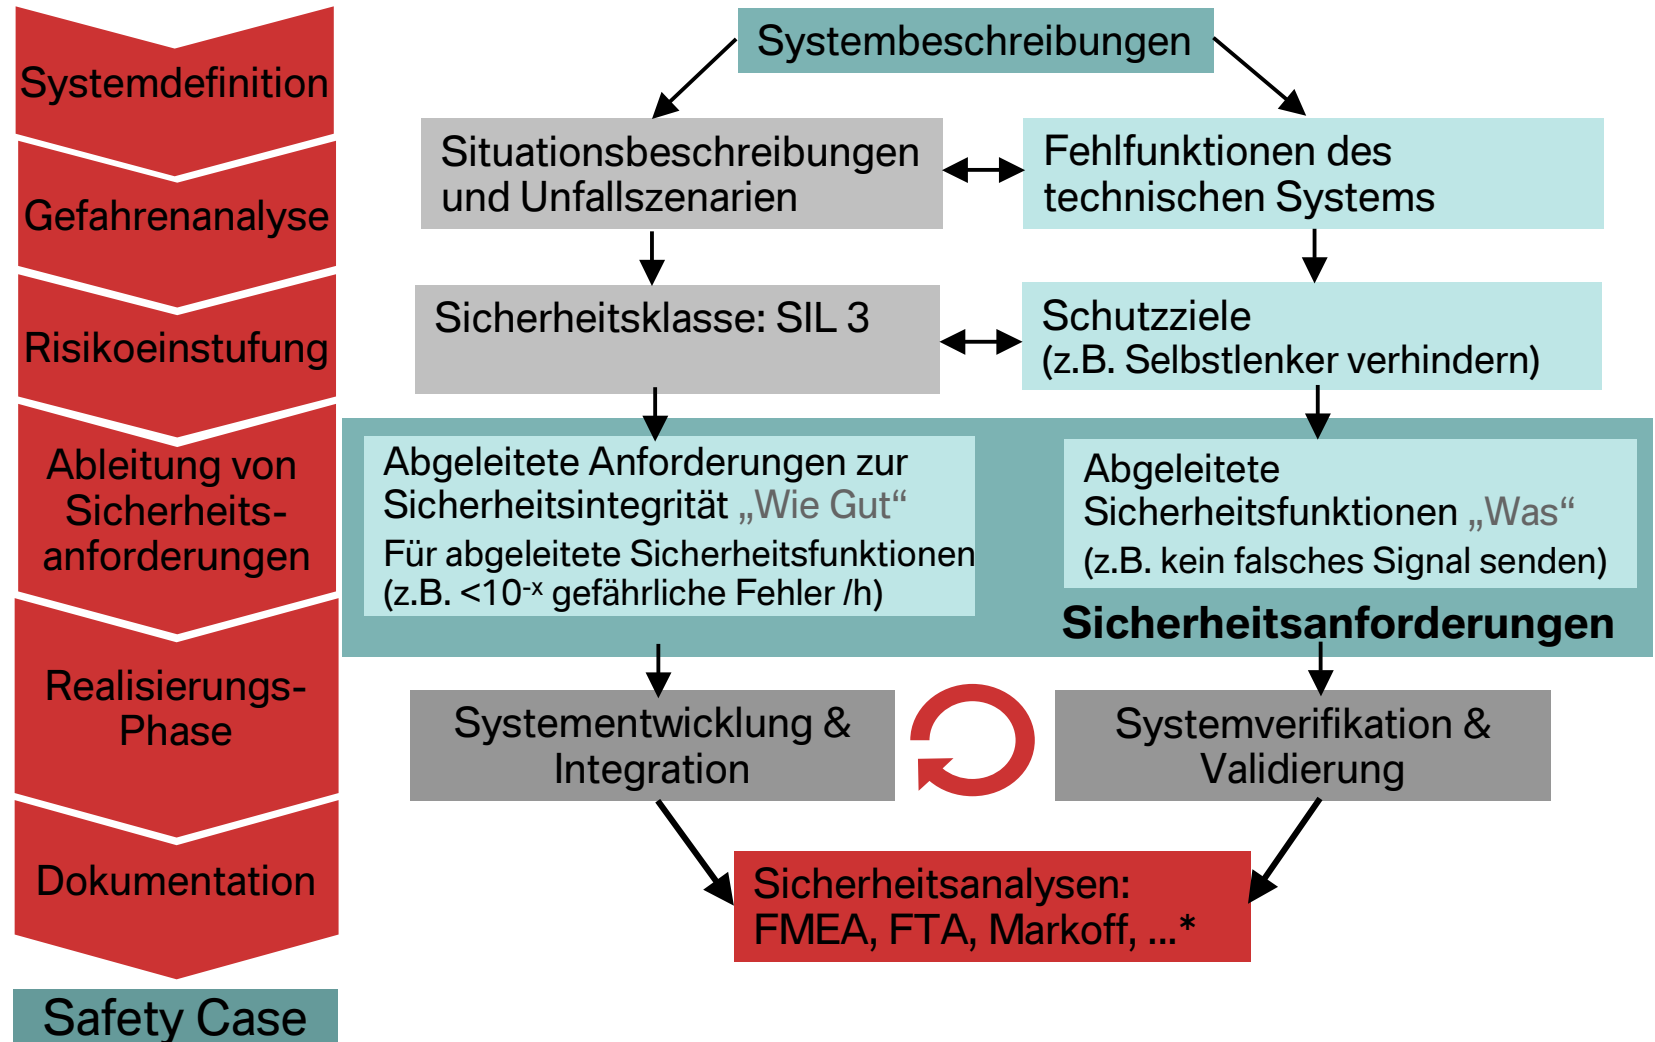 Systemdefinition
Gefahrenanalyse
Risikoeinstufung
Ableitung von
Sicherheits-
anforderungen
Realisierungs-
Phase
Dokumentation
Safety Case
Systembeschreibungen
Situationsbeschreibungen
und Unfallszenarien
Fehlfunktionen des
technischen Systems
Sicherheitsklasse: SIL 3
Schutzziele
(z.B. Selbstlenker verhindern)
Abgeleitete Anforderungen zur
Sicherheitsintegrität „Wie Gut“
Für abgeleitete Sicherheitsfunktionen
(z.B. <10⁻ˣ gefährliche Fehler /h)
Abgeleitete
Sicherheitsfunktionen „Was“
(z.B. kein falsches Signal senden)
Sicherheitsanforderungen
Systementwicklung &
Integration
Systemverifikation &
Validierung
Sicherheitsanalysen:
FMEA, FTA, Markoff, ...*